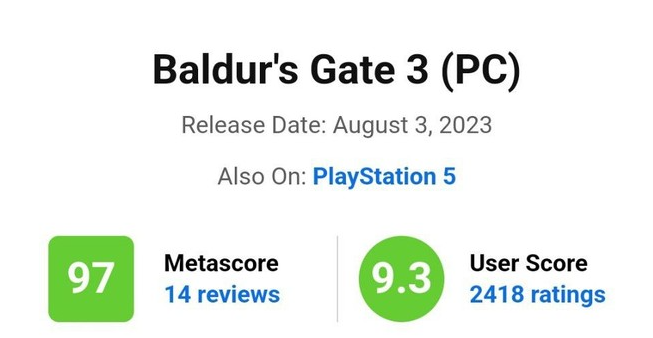 Baldur's Gate 3 (PC)
Release Date: August 3, 2023
Also On: PlayStation 5
97
Metascore
14 reviews
9.3
User Score
2418 ratings